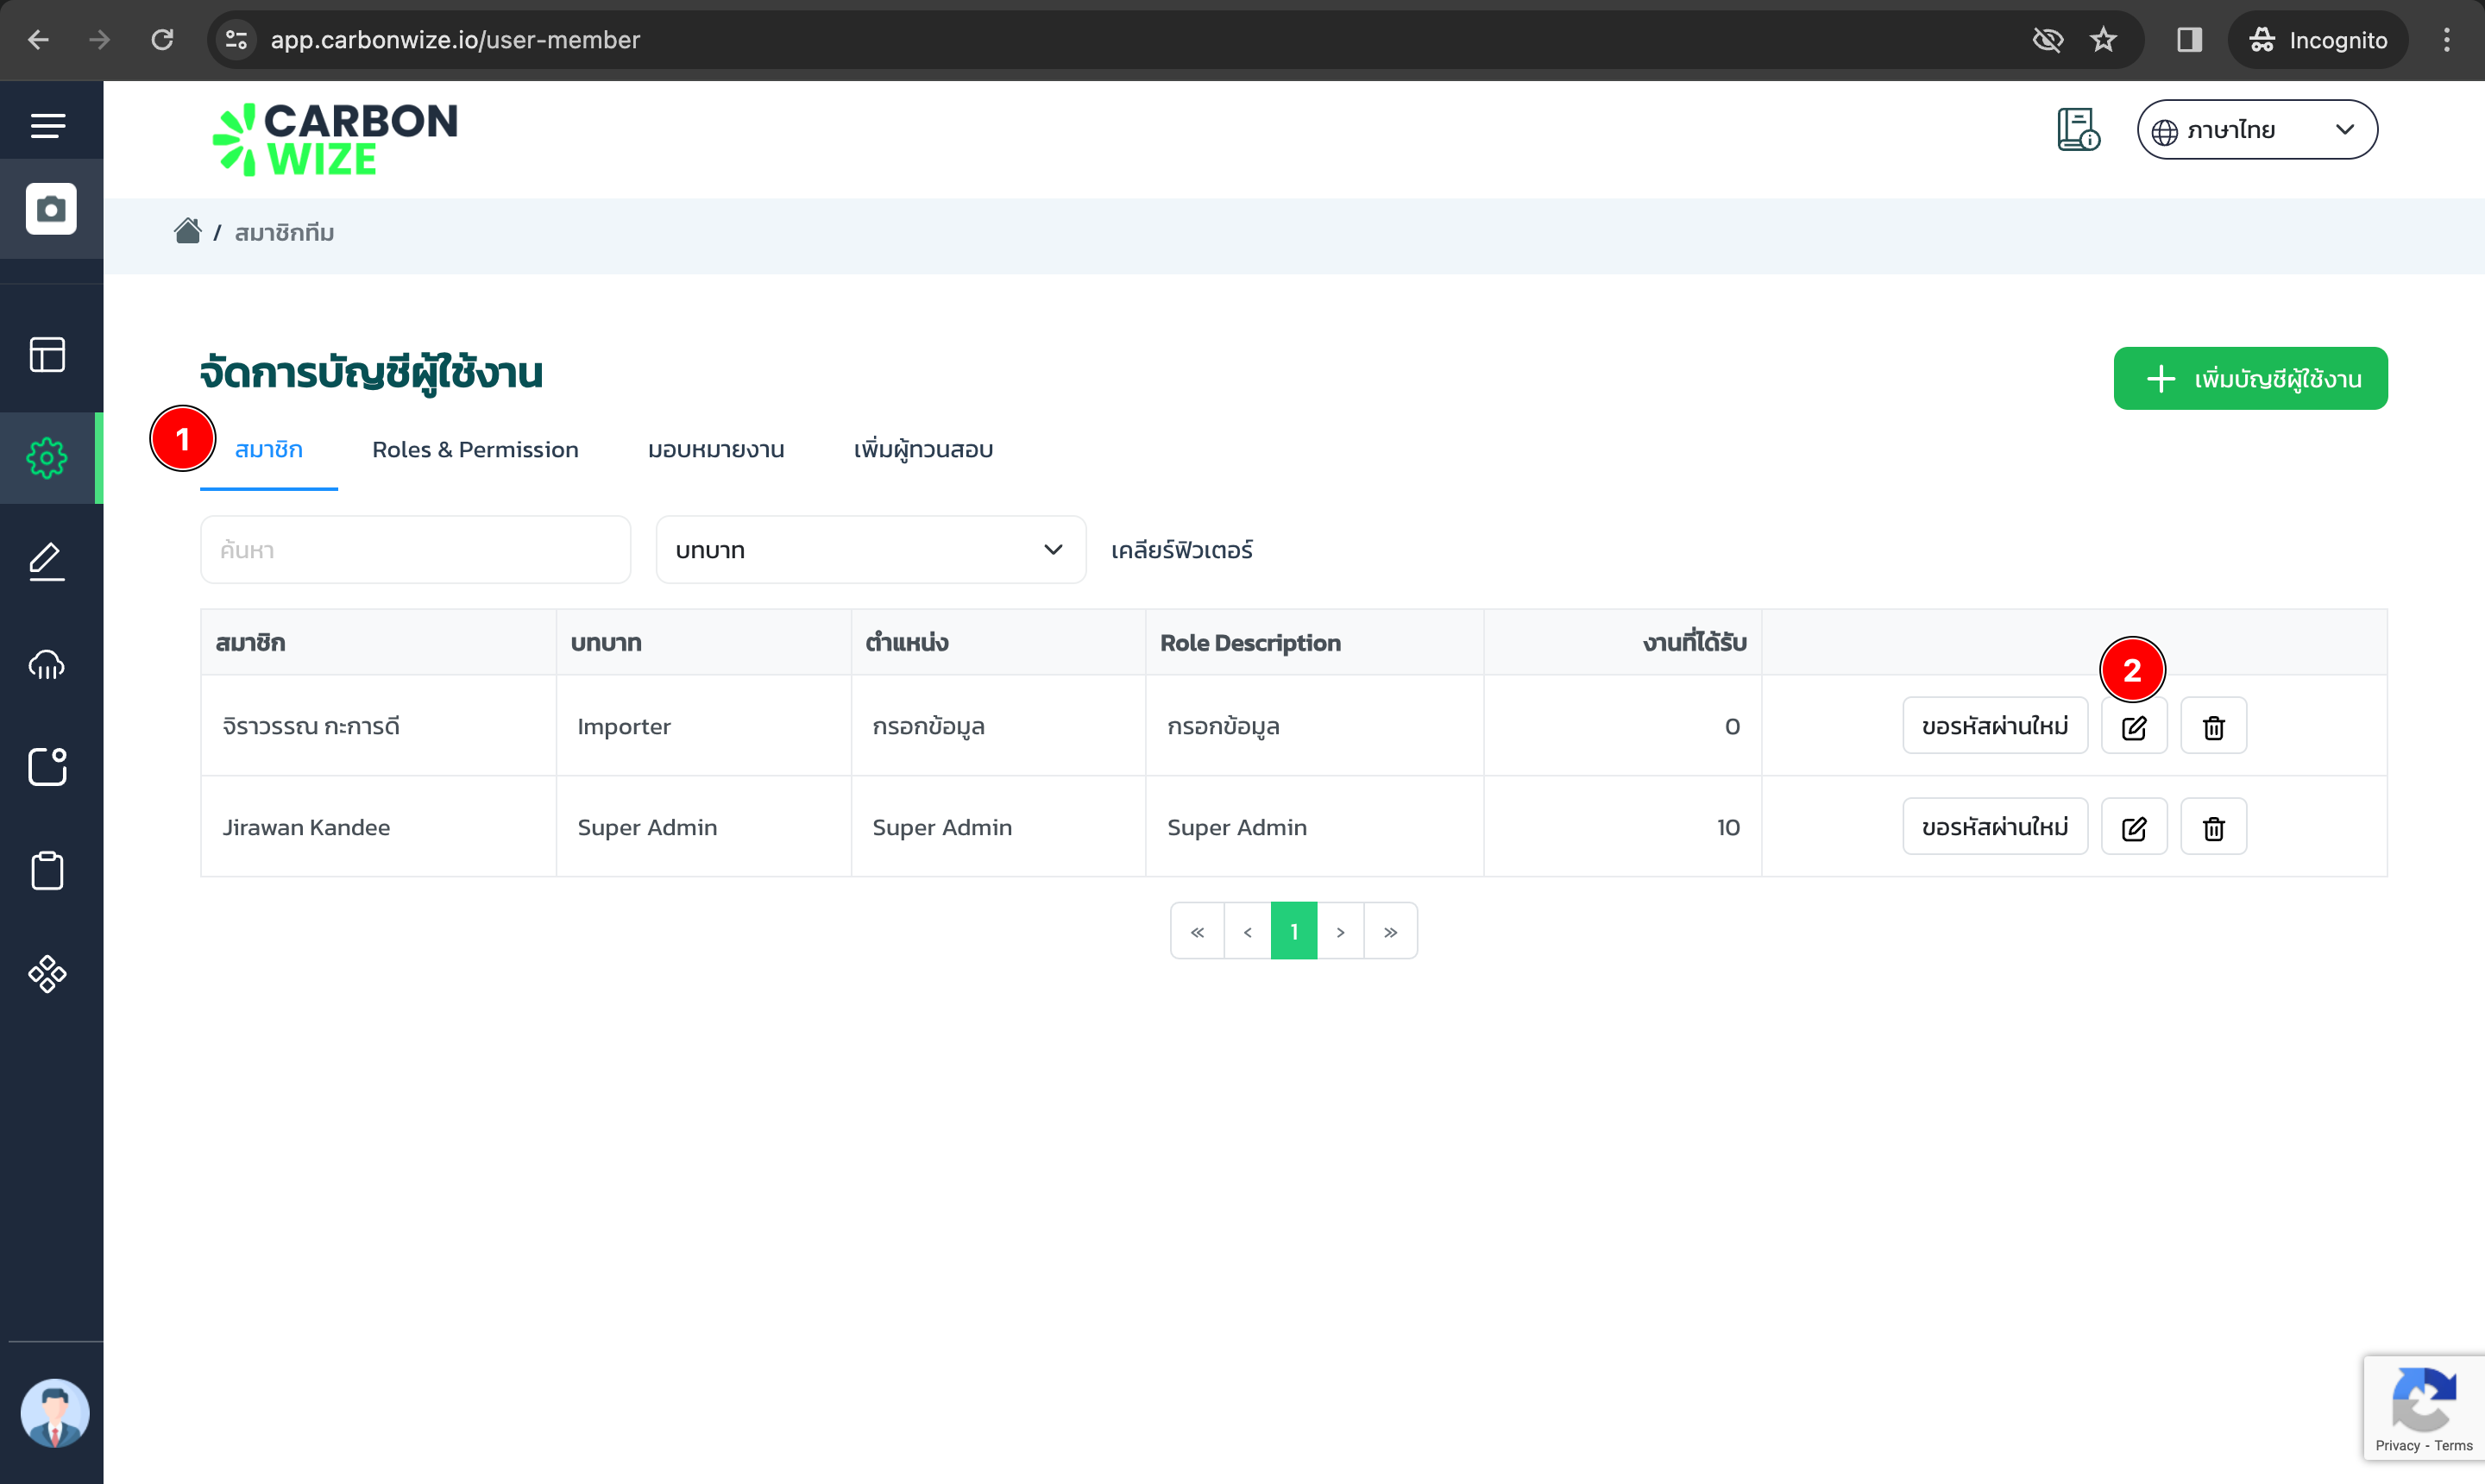 app.carbonwize.io/user-member
Incognito
CARBON
WIZE
ภาษาไทย
/ สมาชิกทีม
จัดการบัญชีผู้ใช้งาน
เพิ่มบัญชีผู้ใช้งาน
1
สมาชิก Roles & Permission มอบหมายงาน เพิ่มผู้ทวนสอบ
ค้นหา บทบาท เคลียร์ฟิวเตอร์
สมาชิก บทบาท ตำแหน่ง Role Description งานที่ได้รับ
2
จิราวรรณ กะการดี Importer กรอกข้อมูล กรอกข้อมูล 0 ขอรหัสผ่านใหม่
Jirawan Kandee Super Admin Super Admin Super Admin 10 ขอรหัสผ่านใหม่
« ‹ 1 › »
Privacy - Terms